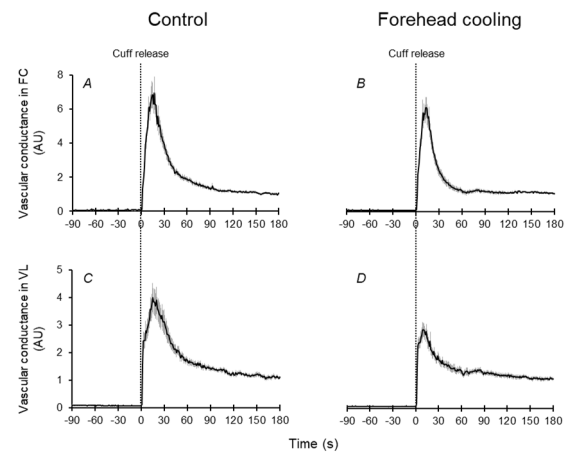 Control
Forehead cooling
Cuff release
Cuff release
Vascular conductance in FC
(AU)
8
6
4
2
0
A
B
-90 -60 -30 0 30 60 90 120 150 180
-90 -60 -30 0 30 60 90 120 150 180
Vascular conductance in VL
(AU)
5
4
3
2
1
0
C
D
-90 -60 -30 0 30 60 90 120 150 180
-90 -60 -30 0 30 60 90 120 150 180
Time (s)